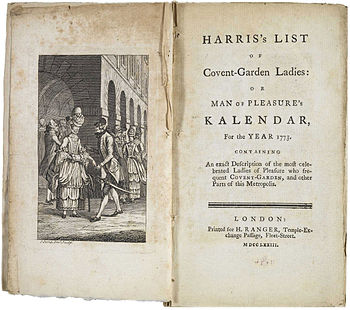 HARRIS's LIST
OF
Covent-Garden Ladies:
OR
MAN OF PLEASURE's
KALENDAR,
For the YEAR 1773.
CONTAINING
An exact Description of the most cele-
brated Ladies of Pleasure who fre-
quent COVENT-GARDEN, and other
Parts of this Metropolis.
LONDON:
Printed for H. RANGER, Temple-Ex-
change Passage, Fleet-Street.
MDCCLXXIII.